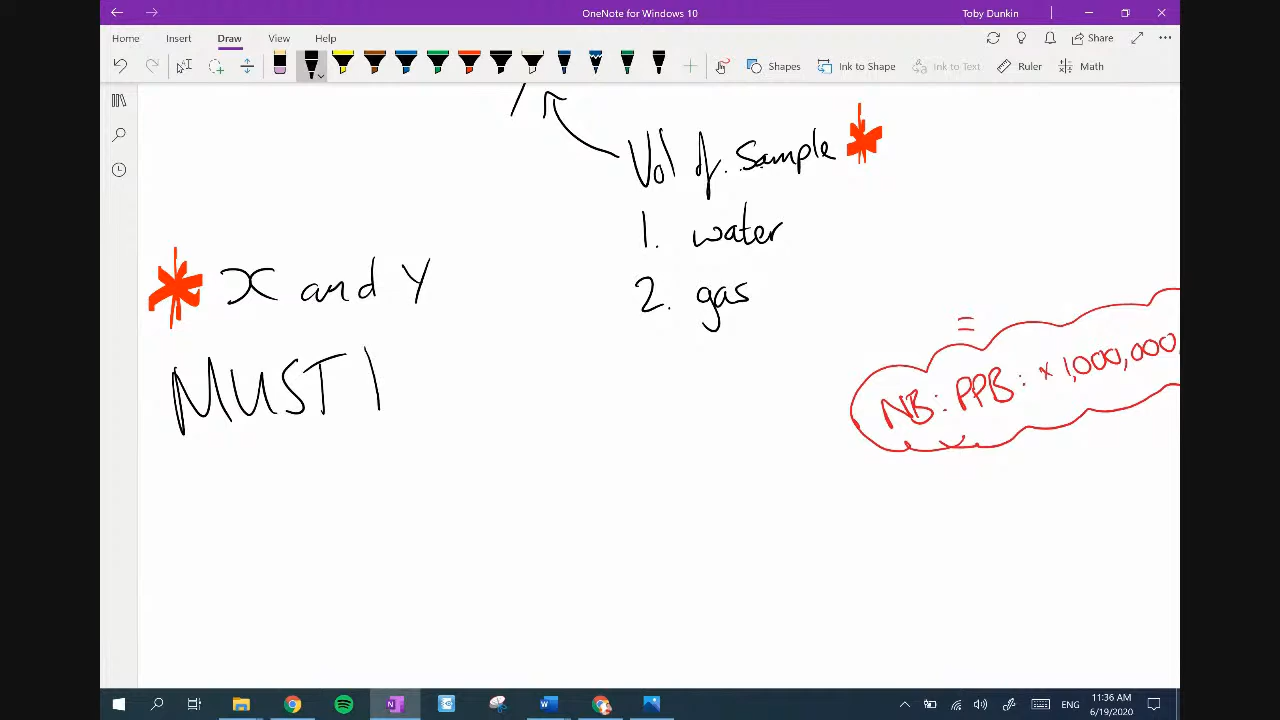 OneNote for Windows 10
Toby Dunkin
Home Insert Draw View Help
Share
Shapes Ink to Shape Ink to Text Ruler Math
Vol of. Sample *
1. water
2. gas
* x and y
MUST I
=
NB: PPB: × 1,000,000,
ENG
11:36 AM
6/19/2020